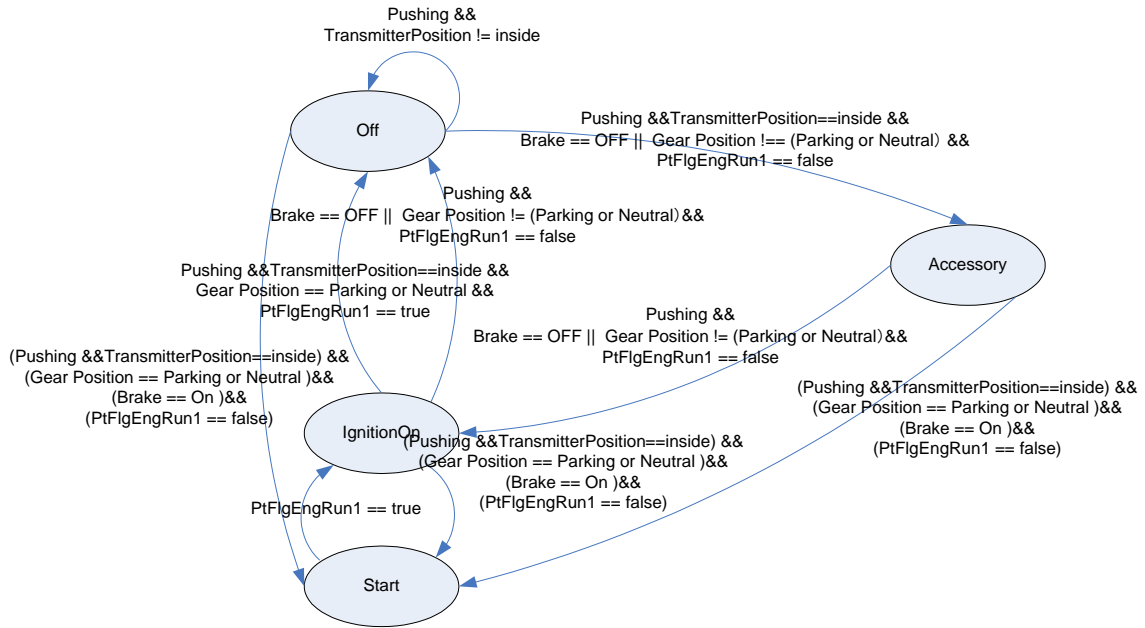 Pushing &&
TransmitterPosition != inside
Off
Pushing &&TransmitterPosition==inside &&
Brake == OFF || Gear Position !== (Parking or Neutral） &&
PtFlgEngRun1 == false
Pushing &&
Brake == OFF || Gear Position != (Parking or Neutral）&&
PtFlgEngRun1 == false
Accessory
Pushing &&TransmitterPosition==inside &&
Gear Position == Parking or Neutral &&
PtFlgEngRun1 == true
Pushing &&
Brake == OFF || Gear Position != (Parking or Neutral）&&
PtFlgEngRun1 == false
(Pushing &&TransmitterPosition==inside) &&
(Gear Position == Parking or Neutral )&&
(Brake == On )&&
(PtFlgEngRun1 == false)
(Pushing &&TransmitterPosition==inside) &&
(Gear Position == Parking or Neutral )&&
(Brake == On )&&
(PtFlgEngRun1 == false)
IgnitionOn
(Pushing &&TransmitterPosition==inside) &&
(Gear Position == Parking or Neutral )&&
(Brake == On )&&
(PtFlgEngRun1 == false)
PtFlgEngRun1 == true
Start